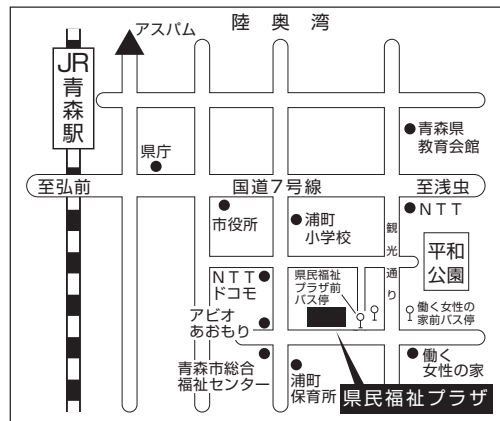 アスパム
陸奥湾
JR青森駅
青森県
教育会館
県庁
至弘前
国道7号線
至浅虫
市役所
浦町
小学校
NTT
観光通り
平和
公園
NTT
ドコモ
県民福祉
プラザ前
バス停
働く女性の
家前バス停
アピオ
あおもり
青森市総合
福祉センター
浦町
保育所
働く
女性の家
県民福祉プラザ